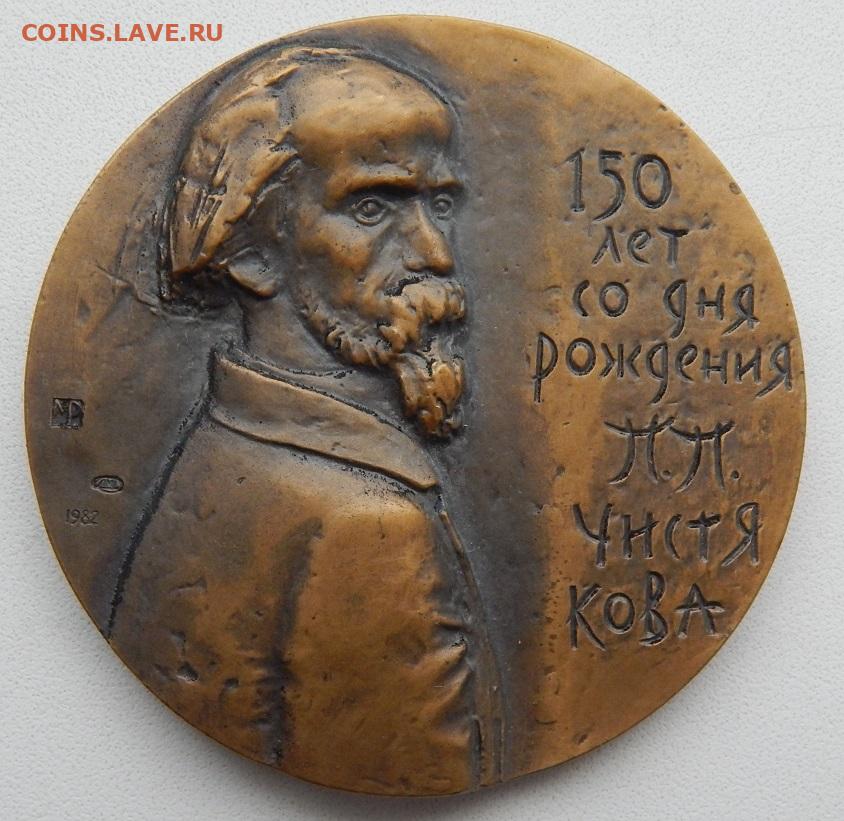 COINS.LAVE.RU
150
лет
со дня
рождения
П.П.
Чистя
кова
1982